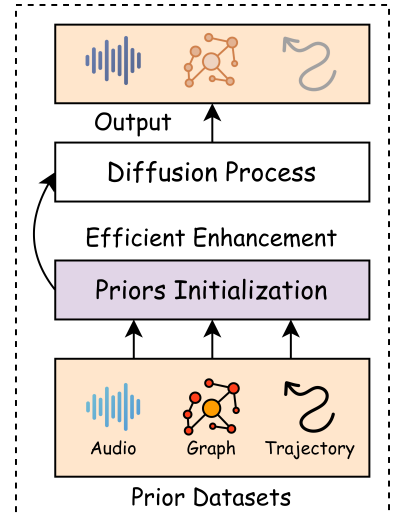 Output
Diffusion Process
Efficient Enhancement
Priors Initialization
Audio Graph Trajectory
Prior Datasets